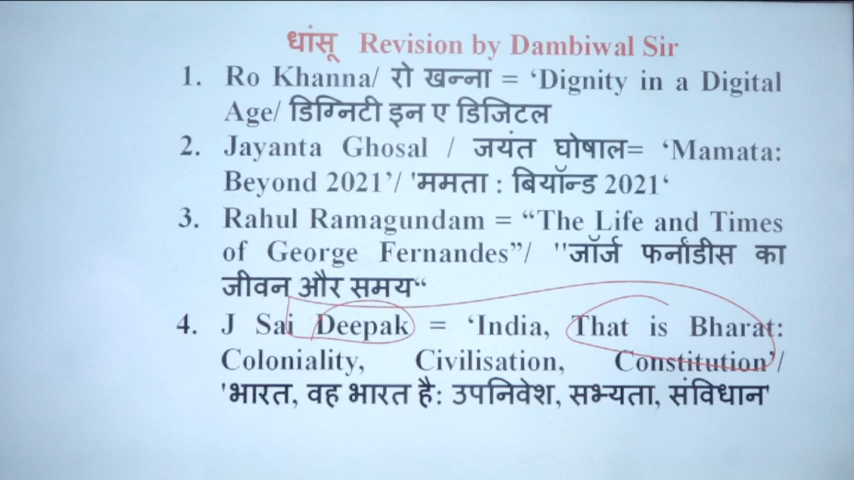 धांसू Revision by Dambiwal Sir
1. Ro Khanna/ रो खन्ना = ‘Dignity in a Digital
Age/ डिग्निटी इन ए डिजिटल
2. Jayanta Ghosal / जयंत घोषाल= ‘Mamata:
Beyond 2021’/ 'ममता : बियॉन्ड 2021‘
3. Rahul Ramagundam = “The Life and Times
of George Fernandes”/ "जॉर्ज फर्नांडीस का
जीवन और समय“
4. J Sai Deepak = ‘India, That is Bharat:
Coloniality, Civilisation, Constitution’/
'भारत, वह भारत है: उपनिवेश, सभ्यता, संविधान'